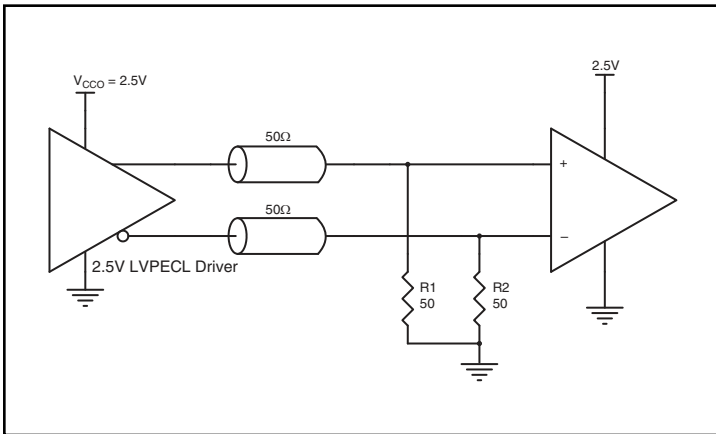 V_CCO = 2.5V
2.5V
50Ω
+
50Ω
−
2.5V LVPECL Driver
R1
50
R2
50